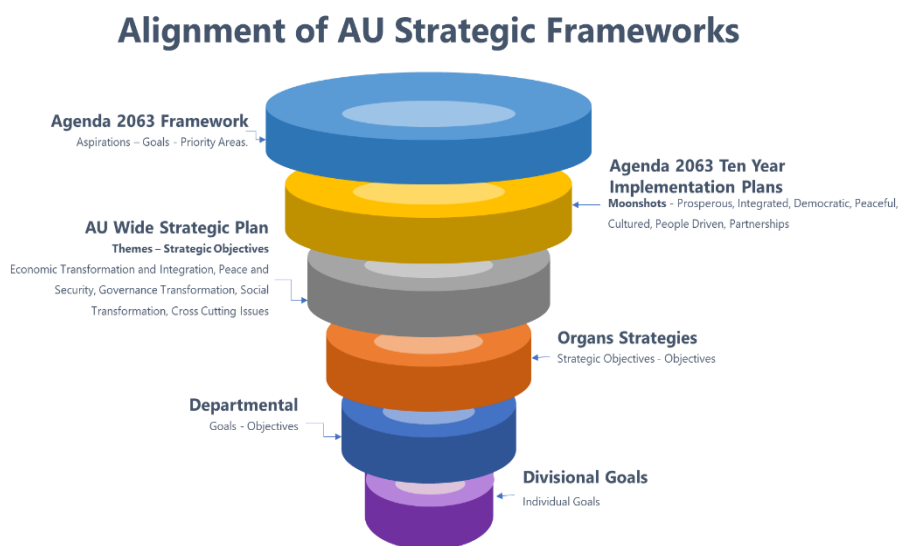 Alignment of AU Strategic Frameworks
Agenda 2063 Framework
Aspirations – Goals - Priority Areas.
Agenda 2063 Ten Year
Implementation Plans
Moonshots - Prosperous, Integrated, Democratic, Peaceful,
Cultured, People Driven, Partnerships
AU Wide Strategic Plan
Themes – Strategic Objectives
Economic Transformation and Integration, Peace and
Security, Governance Transformation, Social
Transformation, Cross Cutting Issues
Organs Strategies
Strategic Objectives - Objectives
Departmental
Goals - Objectives
Divisional Goals
Individual Goals